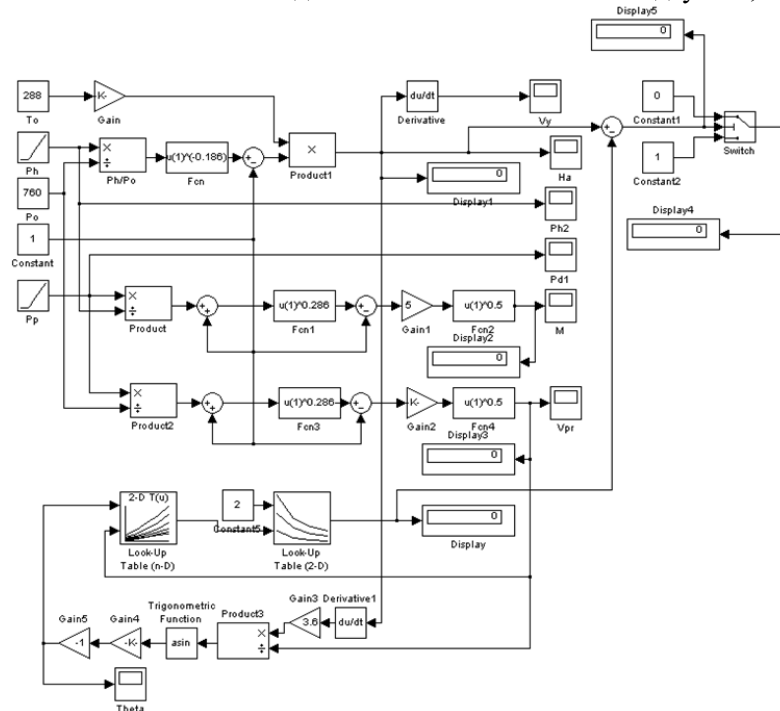 Display5
0
288
To
K-
Gain
du/dt
Derivative
Vy
0
Constant1
Switch
1
Constant2
Ph
×
÷
Ph/Po
u(1)^(-0.186)
Fcn
×
Product1
Ha
0
Display1
760
Po
Ph2
0
Display4
1
Constant
Pd1
Pp
×
÷
Product
u(1)^0.286
Fcn1
5
Gain1
u(1)^0.5
Fcn2
M
0
Display2
×
÷
Product2
u(1)^0.286
Fcn3
K-
Gain2
u(1)^0.5
Fcn4
Vpr
0
Display3
2-D T(u)
Look-Up
Table (n-D)
2
Constant5
Look-Up
Table (2-D)
0
Display
Gain5
-1
Gain4
-K-
Trigonometric
Function
asin
Product3
×
÷
Gain3
3.6
Derivative1
du/dt
Theta